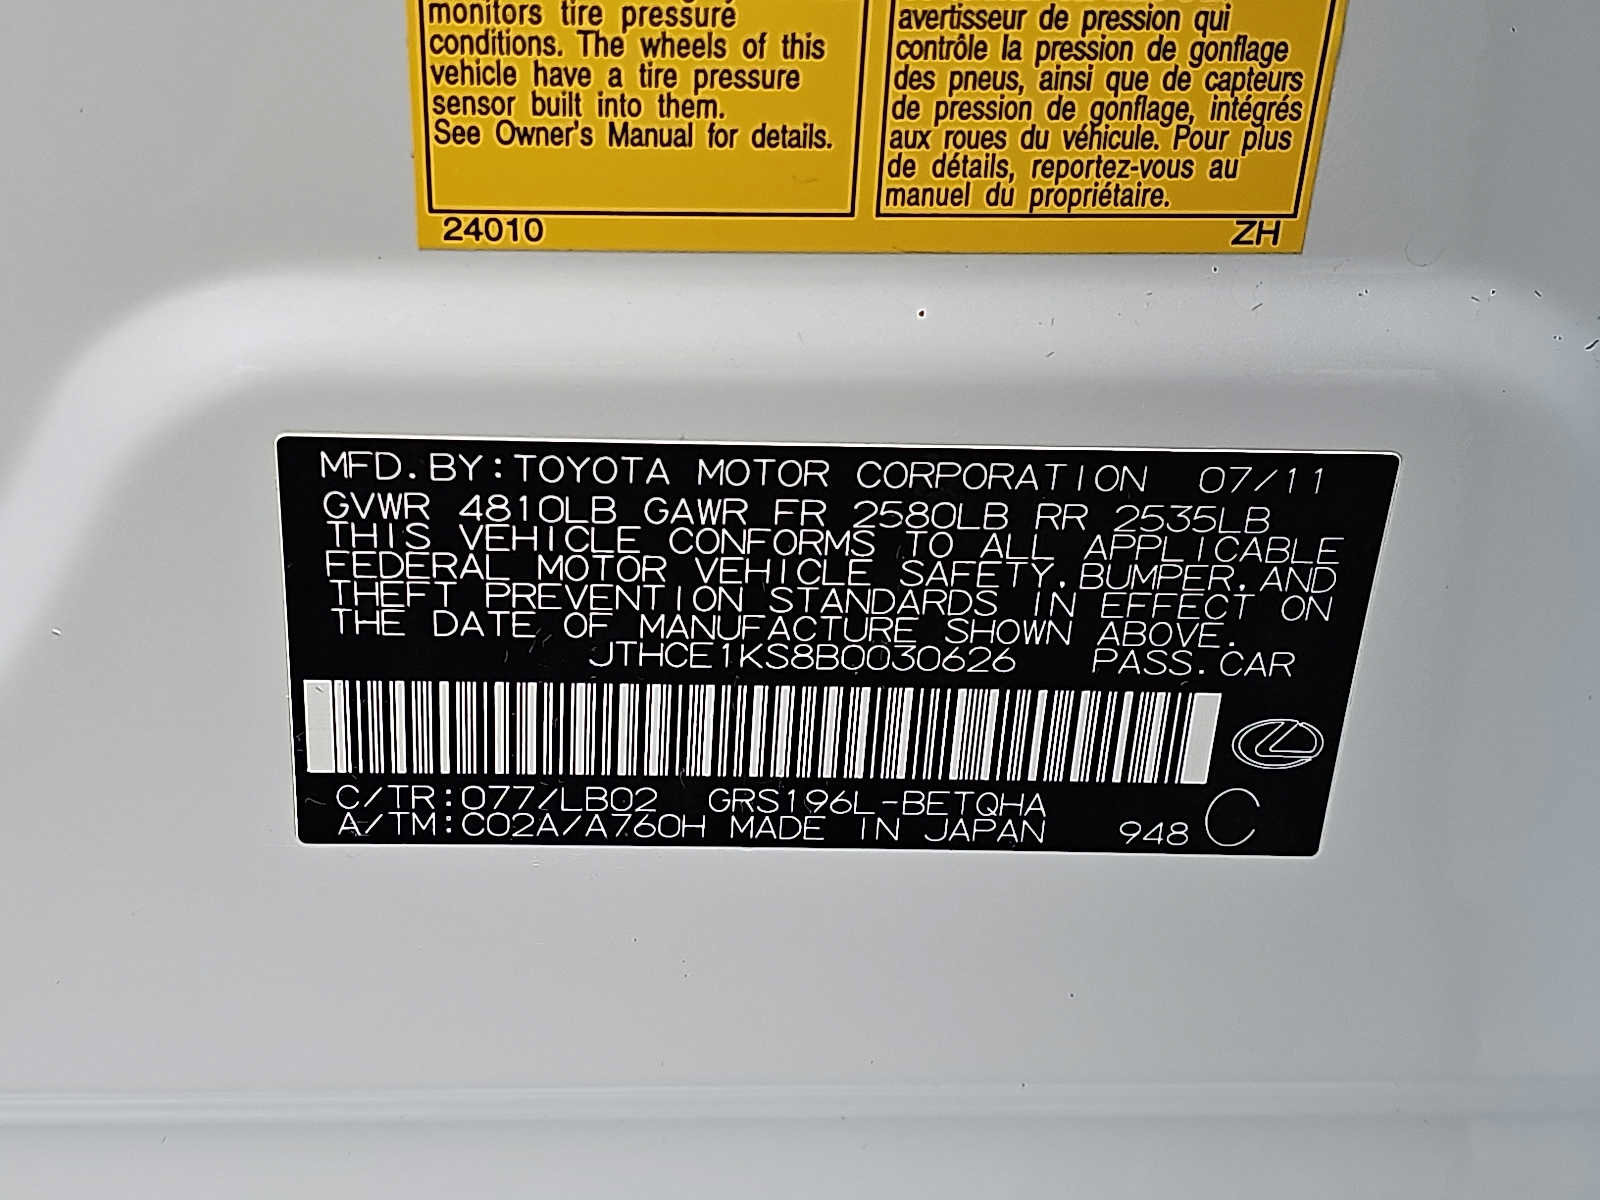 monitors tire pressure
conditions. The wheels of this
vehicle have a tire pressure
sensor built into them.
See Owner's Manual for details.
24010
avertisseur de pression qui
contrôle la pression de gonflage
des pneus, ainsi que de capteurs
de pression de gonflage, intégrés
aux roues du véhicule. Pour plus
de détails, reportez-vous au
manuel du propriétaire.
ZH
MFD. BY: TOYOTA MOTOR CORPORATION 07/11
GVWR 4810LB GAWR FR 2580LB RR 2535LB
THIS VEHICLE CONFORMS TO ALL APPLICABLE
FEDERAL MOTOR VEHICLE SAFETY, BUMPER, AND
THEFT PREVENTION STANDARDS IN EFFECT ON
THE DATE OF MANUFACTURE SHOWN ABOVE.
JTHCE1KS8B0030626 PASS. CAR
C/TR: 077/LB02 GRS196L-BETQHA
A/TM: C02A/A760H MADE IN JAPAN 948 C